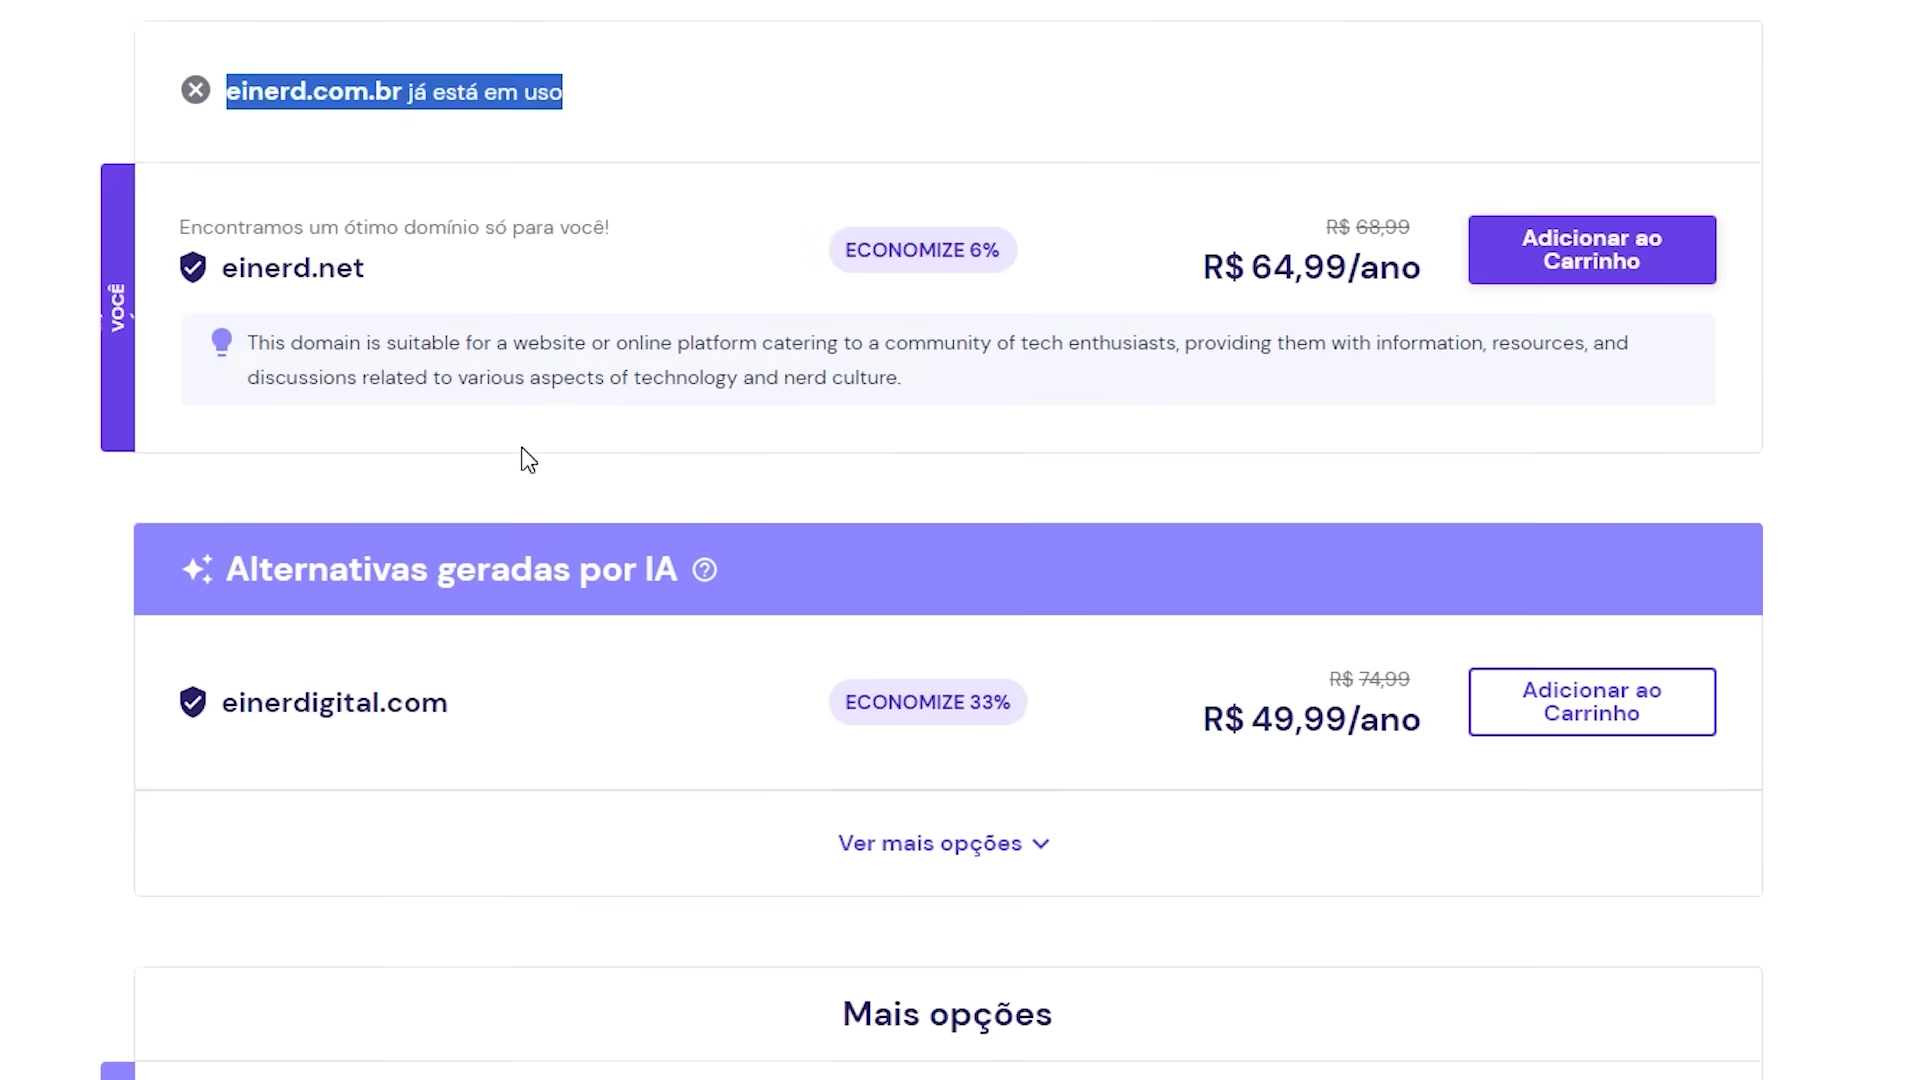 einerd.com.br já está em uso
VOCÊ
Encontramos um ótimo domínio só para você!
einerd.net
ECONOMIZE 6%
R$ 68,99
R$ 64,99/ano
Adicionar ao
Carrinho
This domain is suitable for a website or online platform catering to a community of tech enthusiasts, providing them with information, resources, and
discussions related to various aspects of technology and nerd culture.
Alternativas geradas por IA
einerdigital.com
ECONOMIZE 33%
R$ 74,99
R$ 49,99/ano
Adicionar ao
Carrinho
Ver mais opções
Mais opções